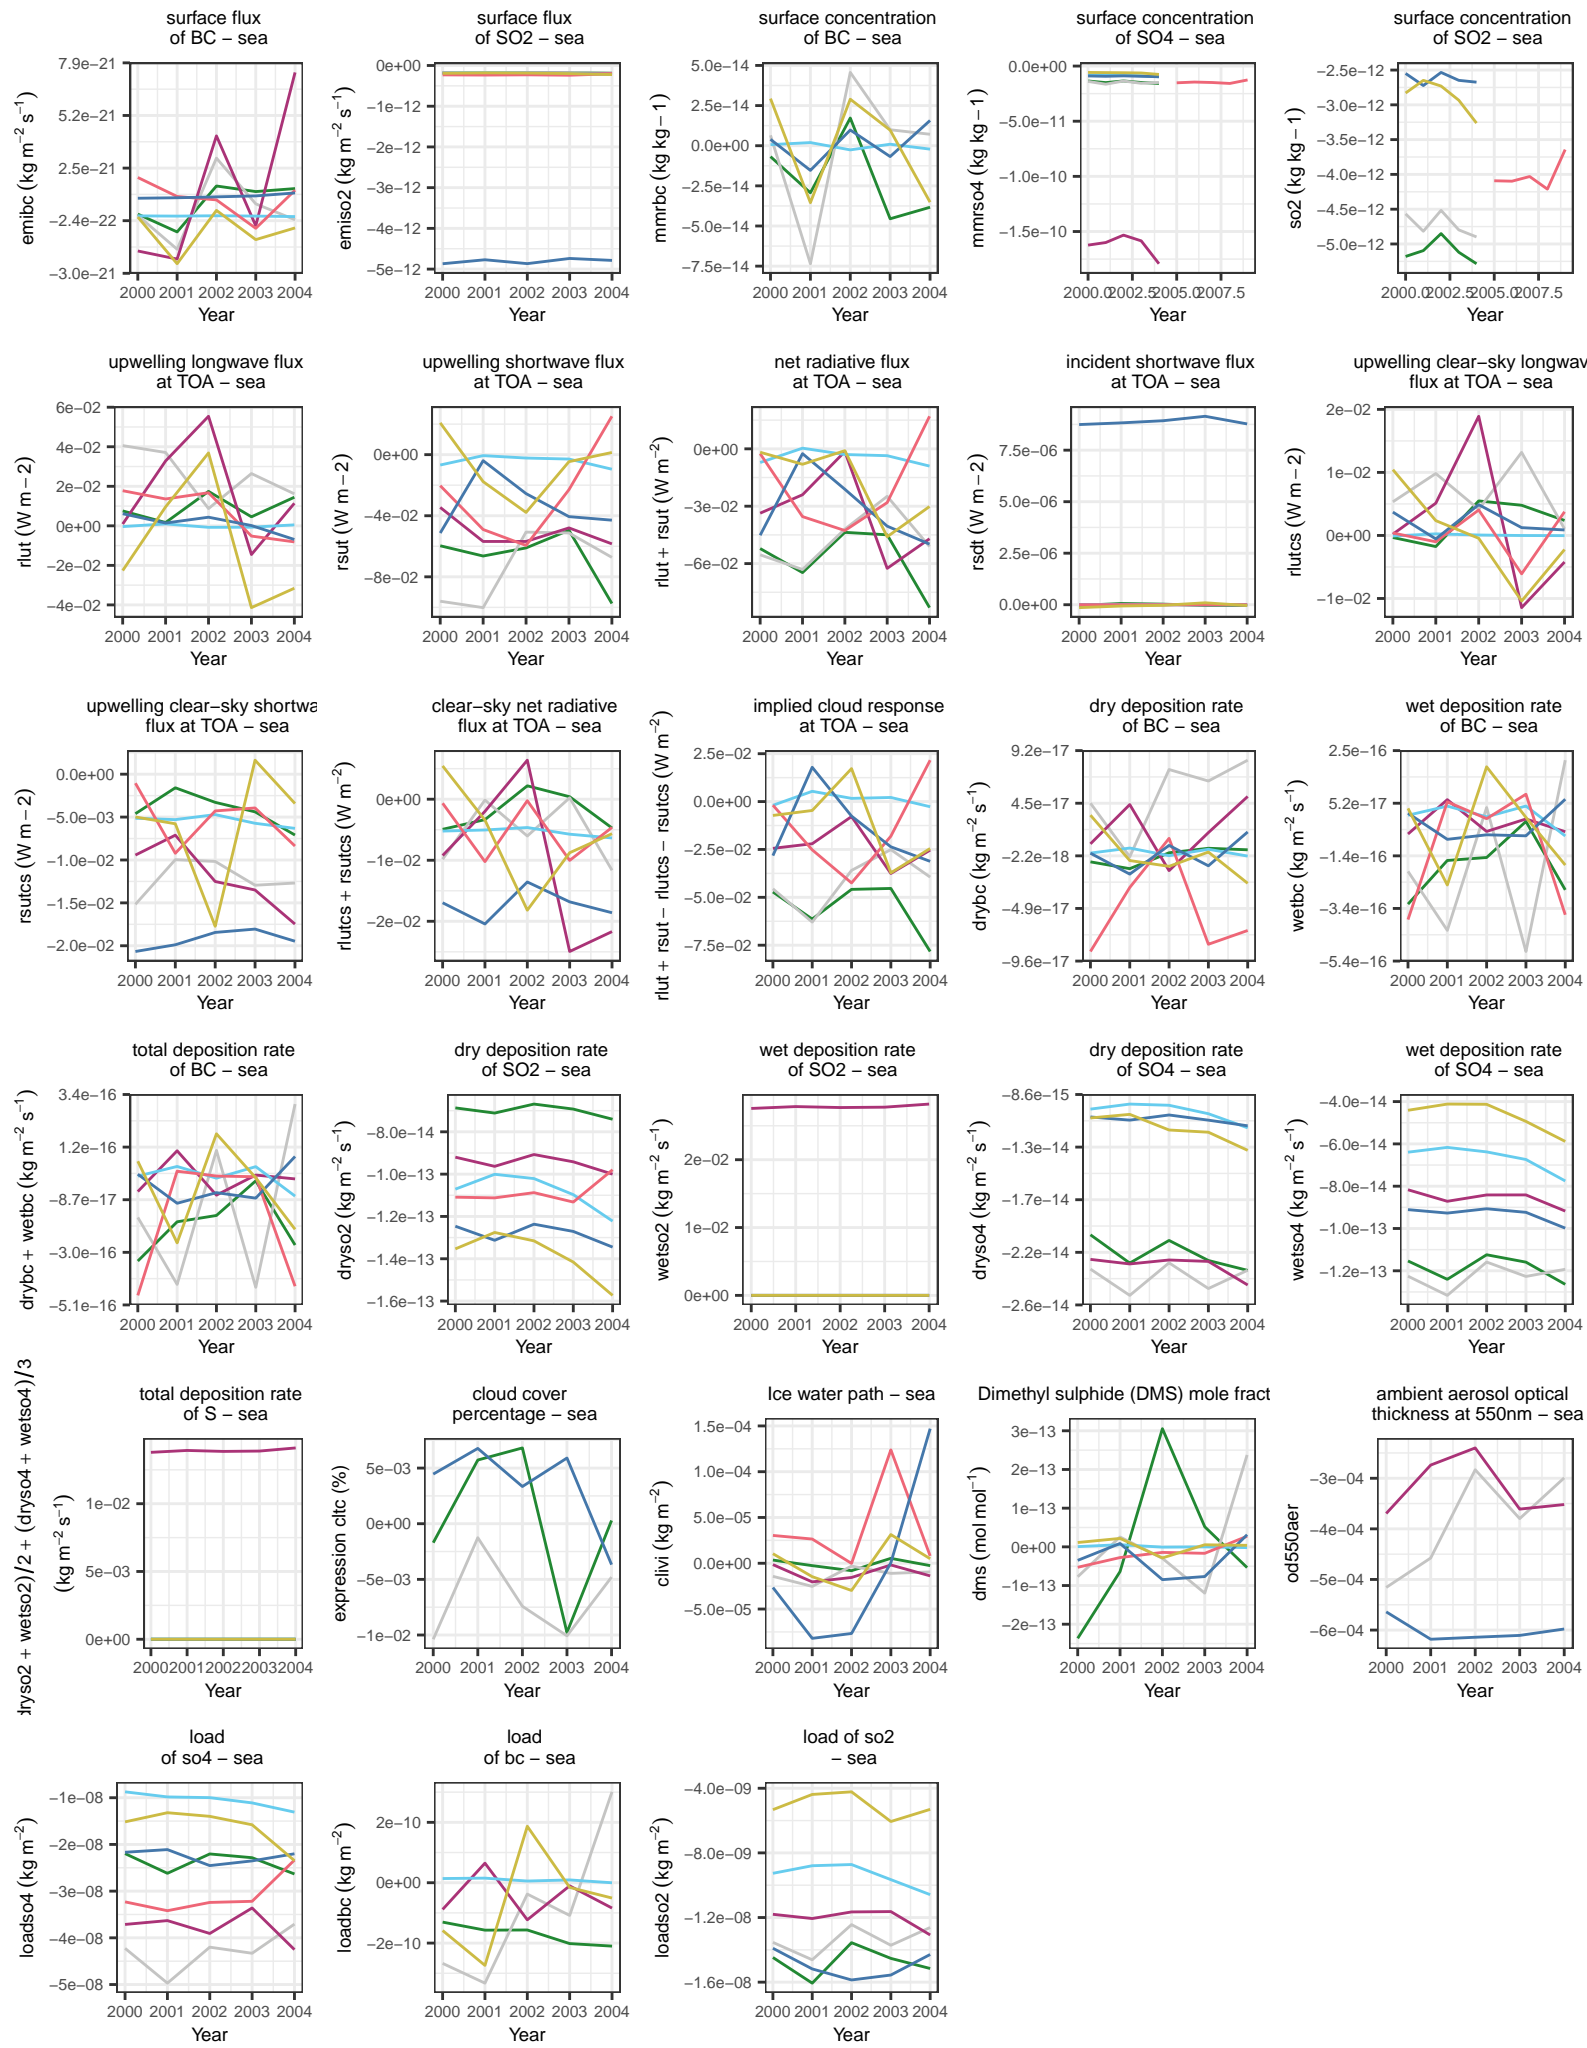 surface flux
of BC − sea
emibc (kg m−2 s−1)
7.9e−21
5.2e−21
2.5e−21
−2.4e−22
−3.0e−21
2000 2001 2002 2003 2004
Year
surface flux
of SO2 − sea
emiso2 (kg m−2 s−1)
0e+00
−1e−12
−2e−12
−3e−12
−4e−12
−5e−12
2000 2001 2002 2003 2004
Year
surface concentration
of BC − sea
mmrbc (kg kg − 1)
5.0e−14
2.5e−14
0.0e+00
−2.5e−14
−5.0e−14
−7.5e−14
2000 2001 2002 2003 2004
Year
surface concentration
of SO4 − sea
mmrso4 (kg kg − 1)
0.0e+00
−5.0e−11
−1.0e−10
−1.5e−10
2000.0 2002.5 2005.0 2007.5
Year
surface concentration
of SO2 − sea
so2 (kg kg − 1)
−2.5e−12
−3.0e−12
−3.5e−12
−4.0e−12
−4.5e−12
−5.0e−12
2000.0 2002.5 2005.0 2007.5
Year
upwelling longwave flux
at TOA − sea
rlut (W m − 2)
6e−02
4e−02
2e−02
0e+00
−2e−02
−4e−02
2000 2001 2002 2003 2004
Year
upwelling shortwave flux
at TOA − sea
rsut (W m − 2)
0e+00
−4e−02
−8e−02
2000 2001 2002 2003 2004
Year
net radiative flux
at TOA − sea
rlut + rsut (W m−2)
0e+00
−3e−02
−6e−02
2000 2001 2002 2003 2004
Year
incident shortwave flux
at TOA − sea
rsdt (W m − 2)
7.5e−06
5.0e−06
2.5e−06
0.0e+00
2000 2001 2002 2003 2004
Year
upwelling clear−sky longwav
flux at TOA − sea
rlutcs (W m − 2)
2e−02
1e−02
0e+00
−1e−02
2000 2001 2002 2003 2004
Year
upwelling clear−sky shortwa
flux at TOA − sea
rsutcs (W m − 2)
0.0e+00
−5.0e−03
−1.0e−02
−1.5e−02
−2.0e−02
2000 2001 2002 2003 2004
Year
clear−sky net radiative
flux at TOA − sea
rlutcs + rsutcs (W m−2)
0e+00
−1e−02
−2e−02
2000 2001 2002 2003 2004
Year
implied cloud response
at TOA − sea
rlut + rsut − rlutcs − rsutcs (W m−2)
2.5e−02
0.0e+00
−2.5e−02
−5.0e−02
−7.5e−02
2000 2001 2002 2003 2004
Year
dry deposition rate
of BC − sea
drybc (kg m−2 s−1)
9.2e−17
4.5e−17
−2.2e−18
−4.9e−17
−9.6e−17
2000 2001 2002 2003 2004
Year
wet deposition rate
of BC − sea
wetbc (kg m−2 s−1)
2.5e−16
5.2e−17
−1.4e−16
−3.4e−16
−5.4e−16
2000 2001 2002 2003 2004
Year
total deposition rate
of BC − sea
drybc + wetbc (kg m−2 s−1)
3.4e−16
1.2e−16
−8.7e−17
−3.0e−16
−5.1e−16
2000 2001 2002 2003 2004
Year
dry deposition rate
of SO2 − sea
dryso2 (kg m−2 s−1)
−8.0e−14
−1.0e−13
−1.2e−13
−1.4e−13
−1.6e−13
2000 2001 2002 2003 2004
Year
wet deposition rate
of SO2 − sea
wetso2 (kg m−2 s−1)
2e−02
1e−02
0e+00
2000 2001 2002 2003 2004
Year
dry deposition rate
of SO4 − sea
dryso4 (kg m−2 s−1)
−8.6e−15
−1.3e−14
−1.7e−14
−2.2e−14
−2.6e−14
2000 2001 2002 2003 2004
Year
wet deposition rate
of SO4 − sea
wetso4 (kg m−2 s−1)
−4.0e−14
−6.0e−14
−8.0e−14
−1.0e−13
−1.2e−13
2000 2001 2002 2003 2004
Year
total deposition rate
of S − sea
dryso2 + wetso2)/2 + (dryso4 + wetso4)/3
(kg m−2 s−1)
1e−02
5e−03
0e+00
2000 2001 2002 2003 2004
Year
cloud cover
percentage − sea
expression cltc (%)
5e−03
0e+00
−5e−03
−1e−02
2000 2001 2002 2003 2004
Year
Ice water path − sea
clivi (kg m−2)
1.5e−04
1.0e−04
5.0e−05
0.0e+00
−5.0e−05
2000 2001 2002 2003 2004
Year
Dimethyl sulphide (DMS) mole fract
dms (mol mol−1)
3e−13
2e−13
1e−13
0e+00
−1e−13
−2e−13
2000 2001 2002 2003 2004
Year
ambient aerosol optical
thickness at 550nm − sea
od550aer
−3e−04
−4e−04
−5e−04
−6e−04
2000 2001 2002 2003 2004
Year
load
of so4 − sea
loadso4 (kg m−2)
−1e−08
−2e−08
−3e−08
−4e−08
−5e−08
2000 2001 2002 2003 2004
Year
load
of bc − sea
loadbc (kg m−2)
2e−10
0e+00
−2e−10
2000 2001 2002 2003 2004
Year
load of so2
− sea
loadso2 (kg m−2)
−4.0e−09
−8.0e−09
−1.2e−08
−1.6e−08
2000 2001 2002 2003 2004
Year